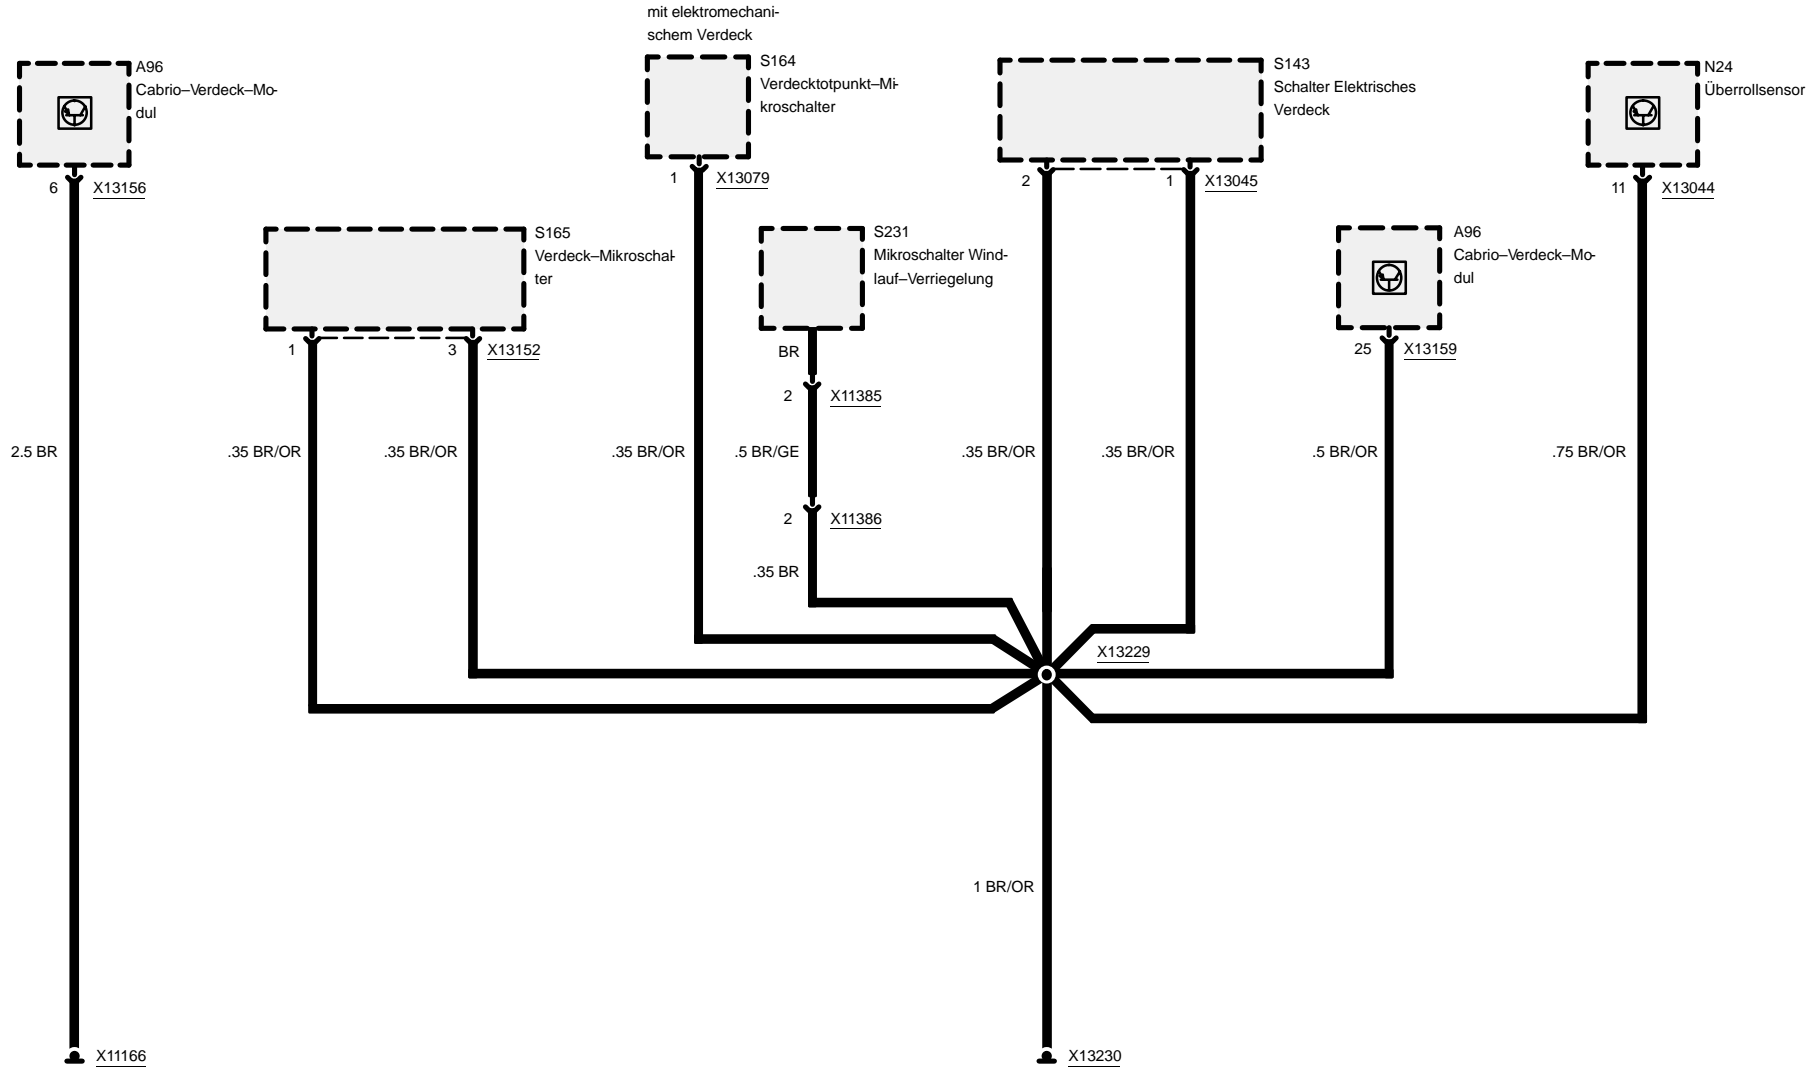 mit elektromechani-
schem Verdeck
A96
Cabrio–Verdeck–Mo-
dul
S164
Verdecktotpunkt–Mi-
kroschalter
S143
Schalter Elektrisches
Verdeck
N24
Überrollsensor
6 X13156
1 X13079
2
1 X13045
11 X13044
S165
Verdeck–Mikroschal-
ter
S231
Mikroschalter Wind-
lauf–Verriegelung
A96
Cabrio–Verdeck–Mo-
dul
1
3 X13152
BR
25 X13159
2 X11385
2.5 BR
.35 BR/OR
.35 BR/OR
.35 BR/OR
.5 BR/GE
.35 BR/OR
.35 BR/OR
.5 BR/OR
.75 BR/OR
2 X11386
.35 BR
X13229
1 BR/OR
X11166
X13230